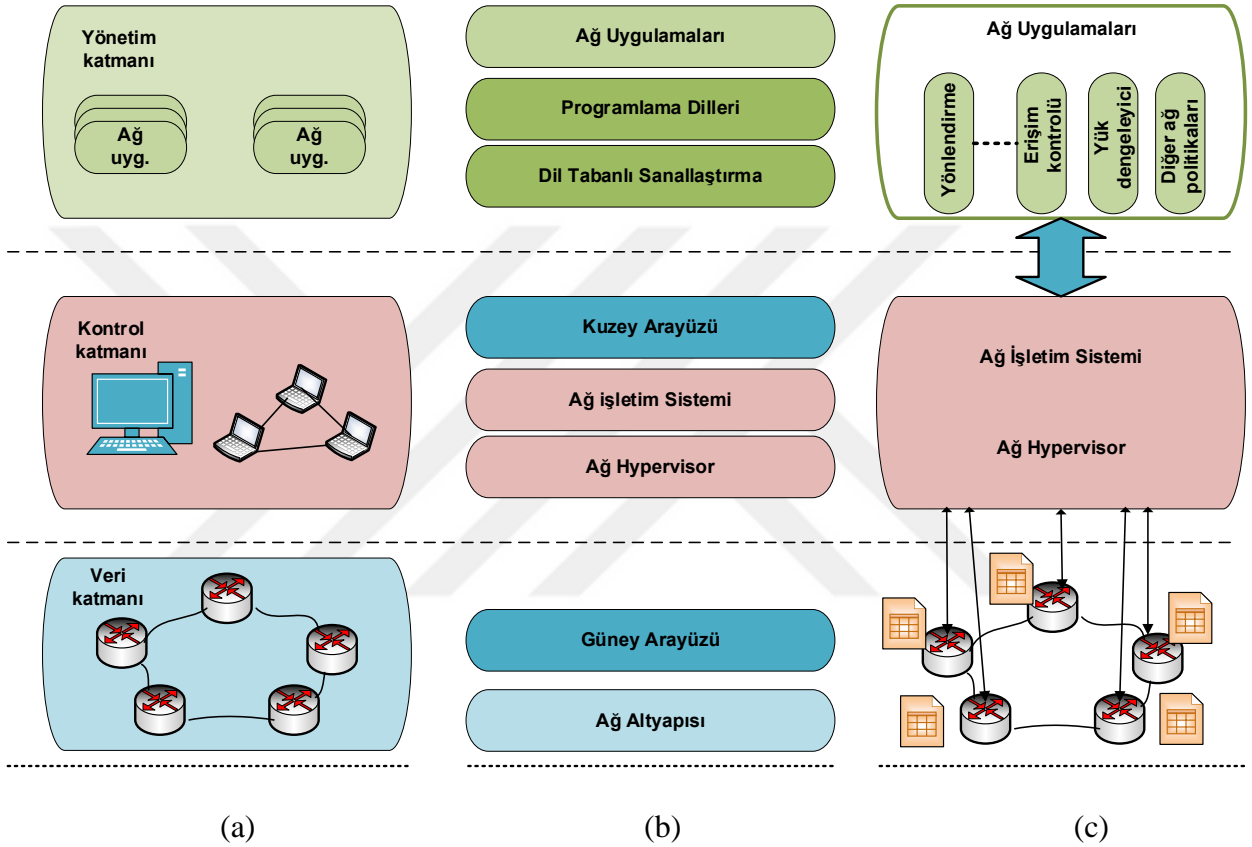 Yönetim
katmanı
Ağ
uyg.
Ağ
uyg.
Kontrol
katmanı
Veri
katmanı
(a)
Ağ Uygulamaları
Programlama Dilleri
Dil Tabanlı Sanallaştırma
Kuzey Arayüzü
Ağ işletim Sistemi
Ağ Hypervisor
Güney Arayüzü
Ağ Altyapısı
(b)
Ağ Uygulamaları
Yönlendirme
Erişim
kontrolü
Yük
dengeleyici
Diğer ağ
politikaları
Ağ İşletim Sistemi
Ağ Hypervisor
(c)